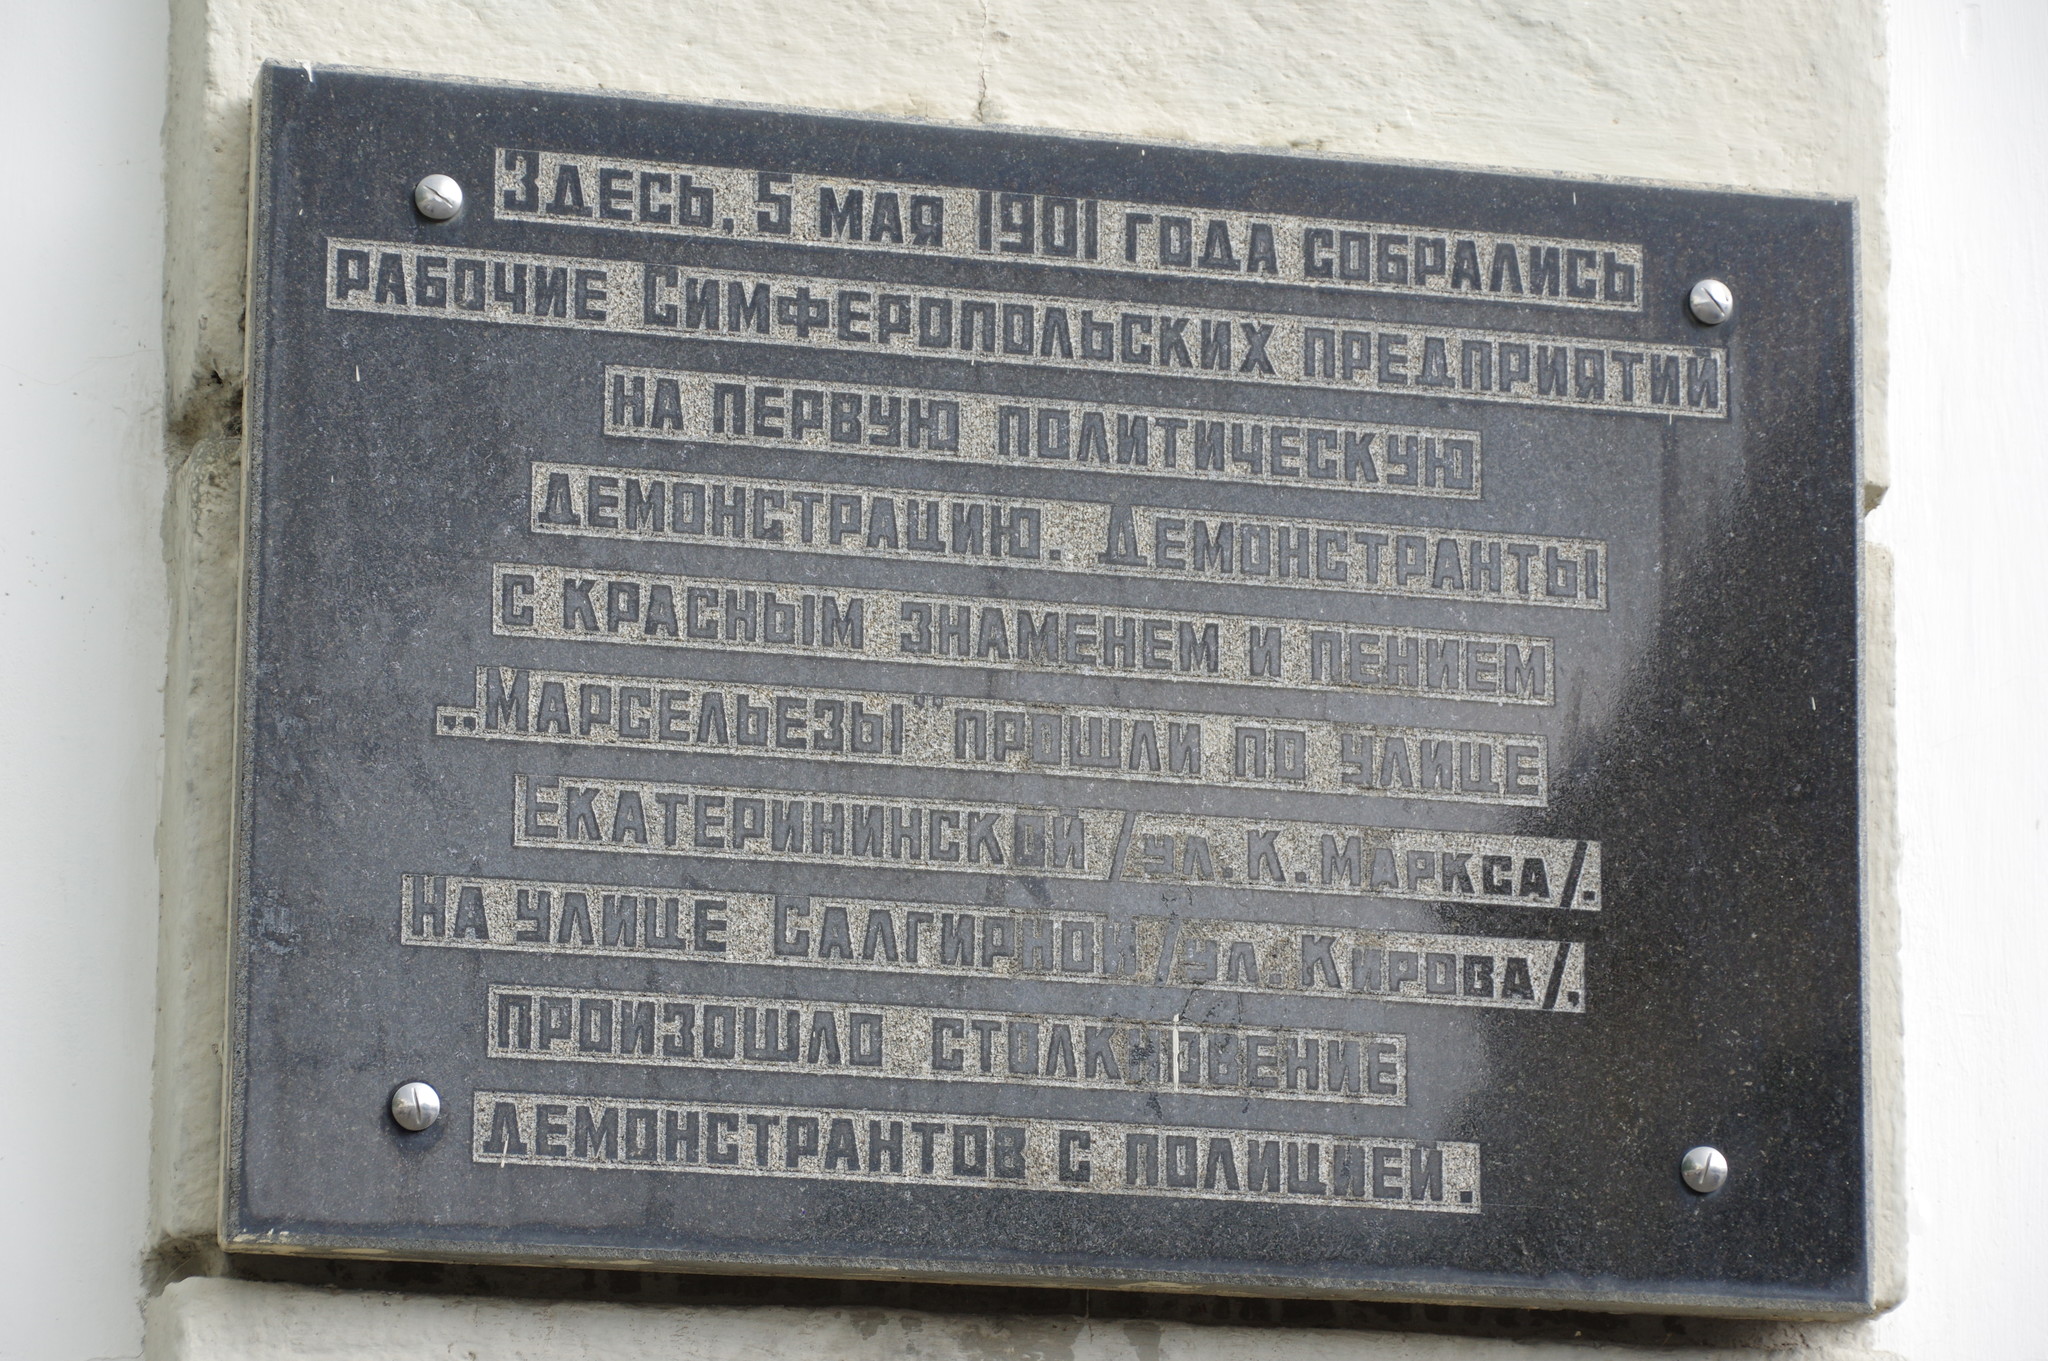 Здесь, 5 мая 1901 года собрались
рабочие Симферопольских предприятий
на первую политическую
демонстрацию. Демонстранты
с красным знаменем и пением
„Марсельезы" прошли по улице
Екатерининской /ул. К. Маркса/.
На улице Салгирной /ул. Кирова/,
произошло столкновение
демонстрантов с полицией.